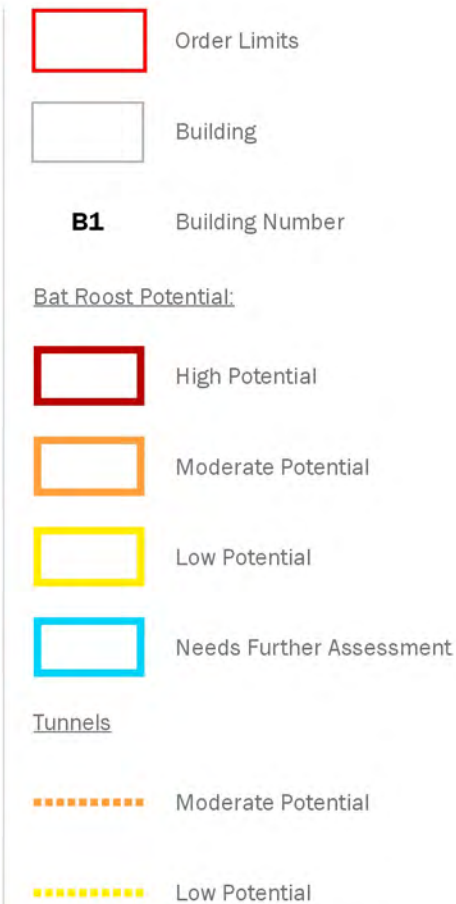 Order Limits
Building
B1 Building Number
Bat Roost Potential:
High Potential
Moderate Potential
Low Potential
Needs Further Assessment
Tunnels
Moderate Potential
Low Potential